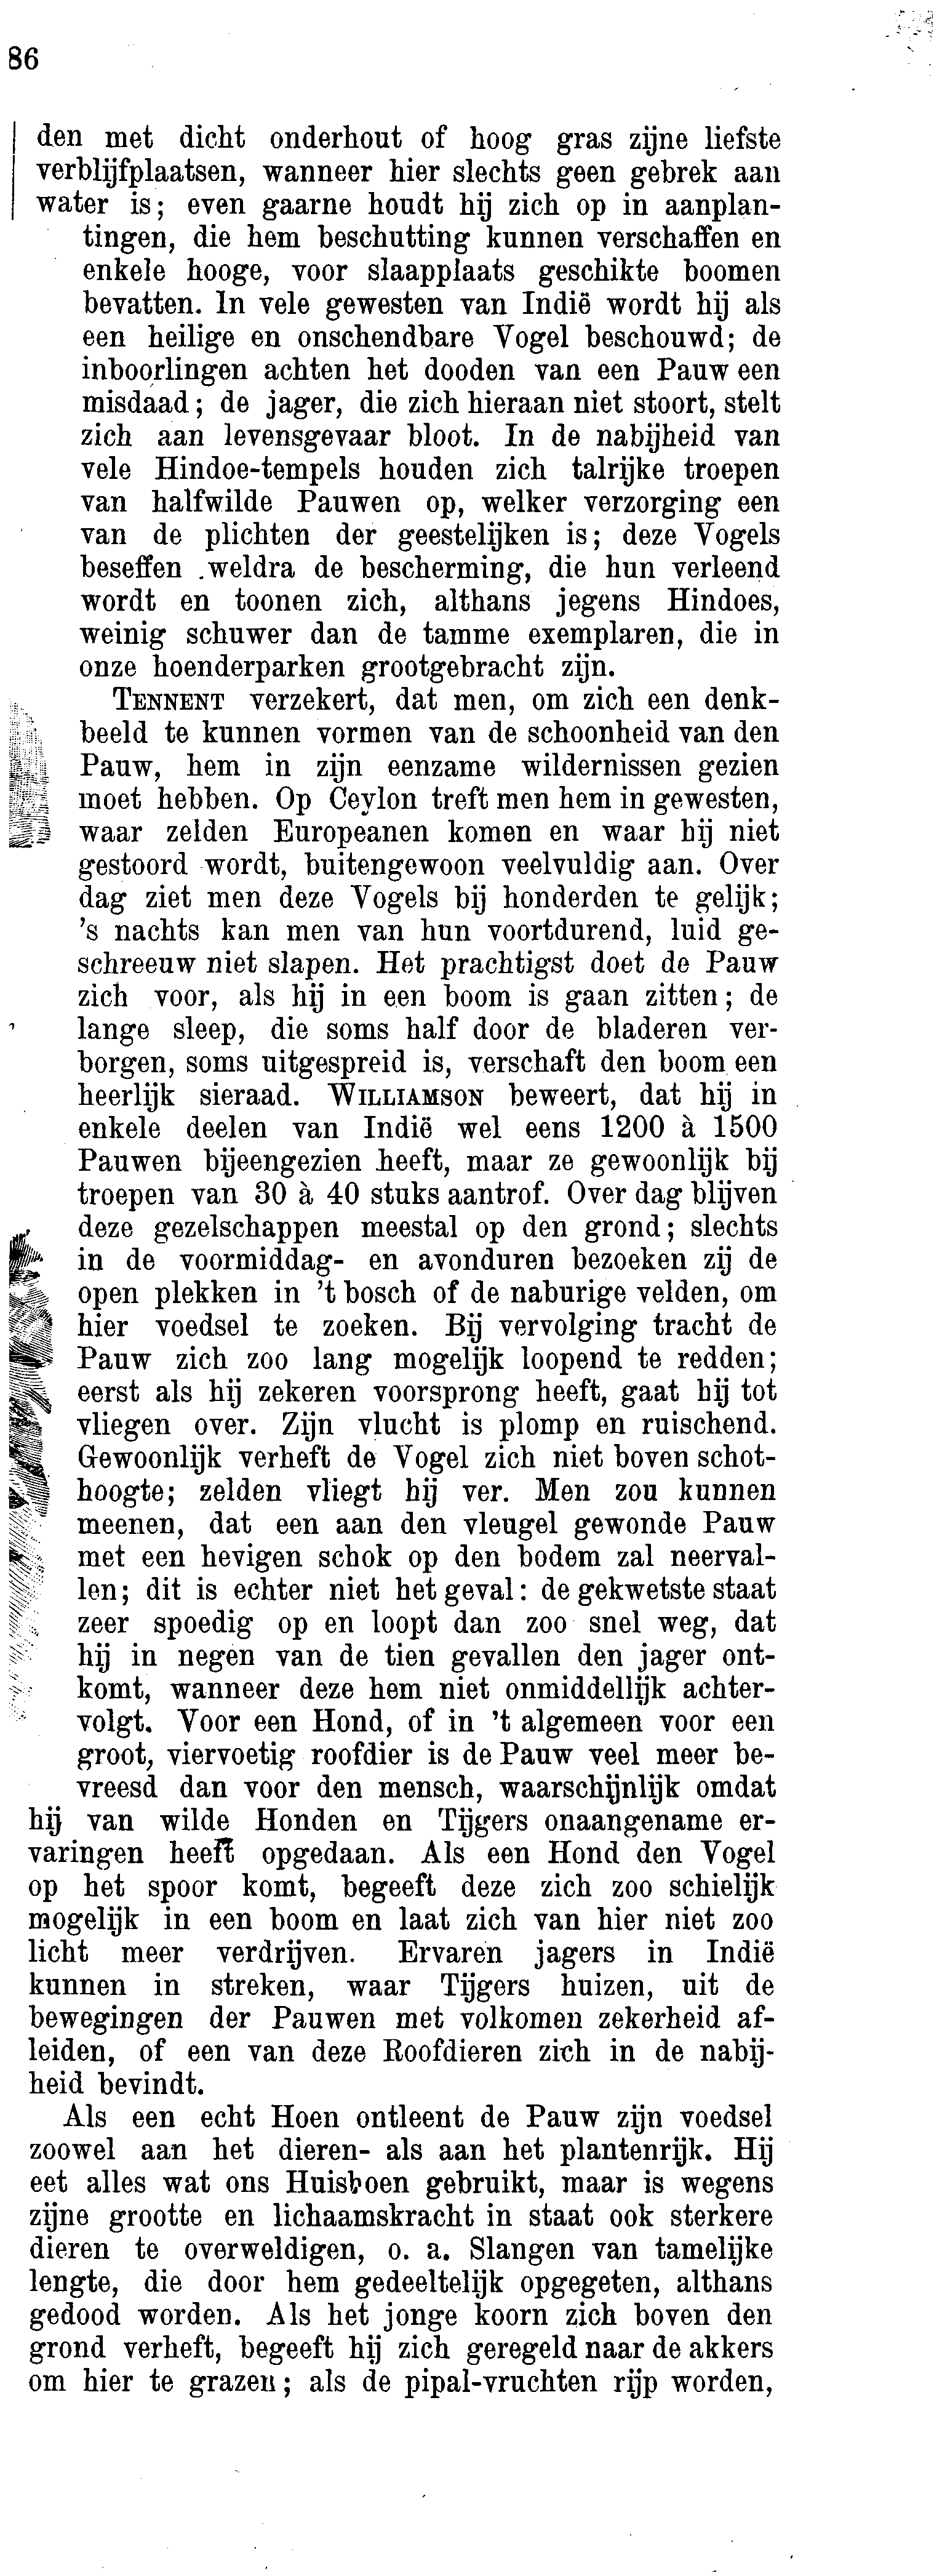 86
den met dicht onderhout of hoog gras zijne liefste
verblijfplaatsen, wanneer hier slechts geen gebrek aan
water is; even gaarne houdt hij zich op in aanplan-
tingen, die hem beschutting kunnen verschaffen en
enkele hooge, voor slaapplaats geschikte boomen
bevatten. In vele gewesten van Indië wordt hij als
een heilige en onschendbare Vogel beschouwd; de
inboorlingen achten het dooden van een Pauw een
misdaad; de jager, die zich hieraan niet stoort, stelt
zich aan levensgevaar bloot. In de nabijheid van
vele Hindoe-tempels houden zich talrijke troepen
van halfwilde Pauwen op, welker verzorging een
van de plichten der geestelijken is; deze Vogels
beseffen weldra de bescherming, die hun verleend
wordt en toonen zich, althans jegens Hindoes,
weinig schuwer dan de tamme exemplaren, die in
onze hoenderparken grootgebracht zijn.
TENNENT verzekert, dat men, om zich een denk-
beeld te kunnen vormen van de schoonheid van den
Pauw, hem in zijn eenzame wildernissen gezien
moet hebben. Op Ceylon treft men hem in gewesten,
waar zelden Europeanen komen en waar hij niet
gestoord wordt, buitengewoon veelvuldig aan. Over
dag ziet men deze Vogels bij honderden te gelijk;
's nachts kan men van hun voortdurend, luid ge-
schreeuw niet slapen. Het prachtigst doet de Pauw
zich voor, als hij in een boom is gaan zitten; de
lange sleep, die soms half door de bladeren ver-
borgen, soms uitgespreid is, verschaft den boom een
heerlijk sieraad. WILLIAMSON beweert, dat hij in
enkele deelen van Indië wel eens 1200 à 1500
Pauwen bijeengezien heeft, maar ze gewoonlijk bij
troepen van 30 à 40 stuks aantrof. Over dag blijven
deze gezelschappen meestal op den grond; slechts
in de voormiddag- en avonduren bezoeken zij de
open plekken in 't bosch of de naburige velden, om
hier voedsel te zoeken. Bij vervolging tracht de
Pauw zich zoo lang mogelijk loopend te redden;
eerst als hij zekeren voorsprong heeft, gaat hij tot
vliegen over. Zijn vlucht is plomp en ruischend.
Gewoonlijk verheft de Vogel zich niet boven schot-
hoogte; zelden vliegt hij ver. Men zou kunnen
meenen, dat een aan den vleugel gewonde Pauw
met een hevigen schok op den bodem zal neerval-
len; dit is echter niet het geval: de gekwetste staat
zeer spoedig op en loopt dan zoo snel weg, dat
hij in negen van de tien gevallen den jager ont-
komt, wanneer deze hem niet onmiddellijk achter-
volgt. Voor een Hond, of in 't algemeen voor een
groot, viervoetig roofdier is de Pauw veel meer be-
vreesd dan voor den mensch, waarschijnlijk omdat
hij van wilde Honden en Tijgers onaangename er-
varingen heeft opgedaan. Als een Hond den Vogel
op het spoor komt, begeeft deze zich zoo schielijk
mogelijk in een boom en laat zich van hier niet zoo
licht meer verdrijven. Ervaren jagers in Indië
kunnen in streken, waar Tijgers huizen, uit de
bewegingen der Pauwen met volkomen zekerheid af-
leiden, of een van deze Roofdieren zich in de nabij-
heid bevindt.
Als een echt Hoen ontleent de Pauw zijn voedsel
zoowel aan het dieren- als aan het plantenrijk. Hij
eet alles wat ons Huishoen gebruikt, maar is wegens
zijne grootte en lichaamskracht in staat ook sterkere
dieren te overweldigen, o. a. Slangen van tamelijke
lengte, die door hem gedeeltelijk opgegeten, althans
gedood worden. Als het jonge koorn zich boven den
grond verheft, begeeft hij zich geregeld naar de akkers
om hier te grazen; als de pipal-vruchten rijp worden,